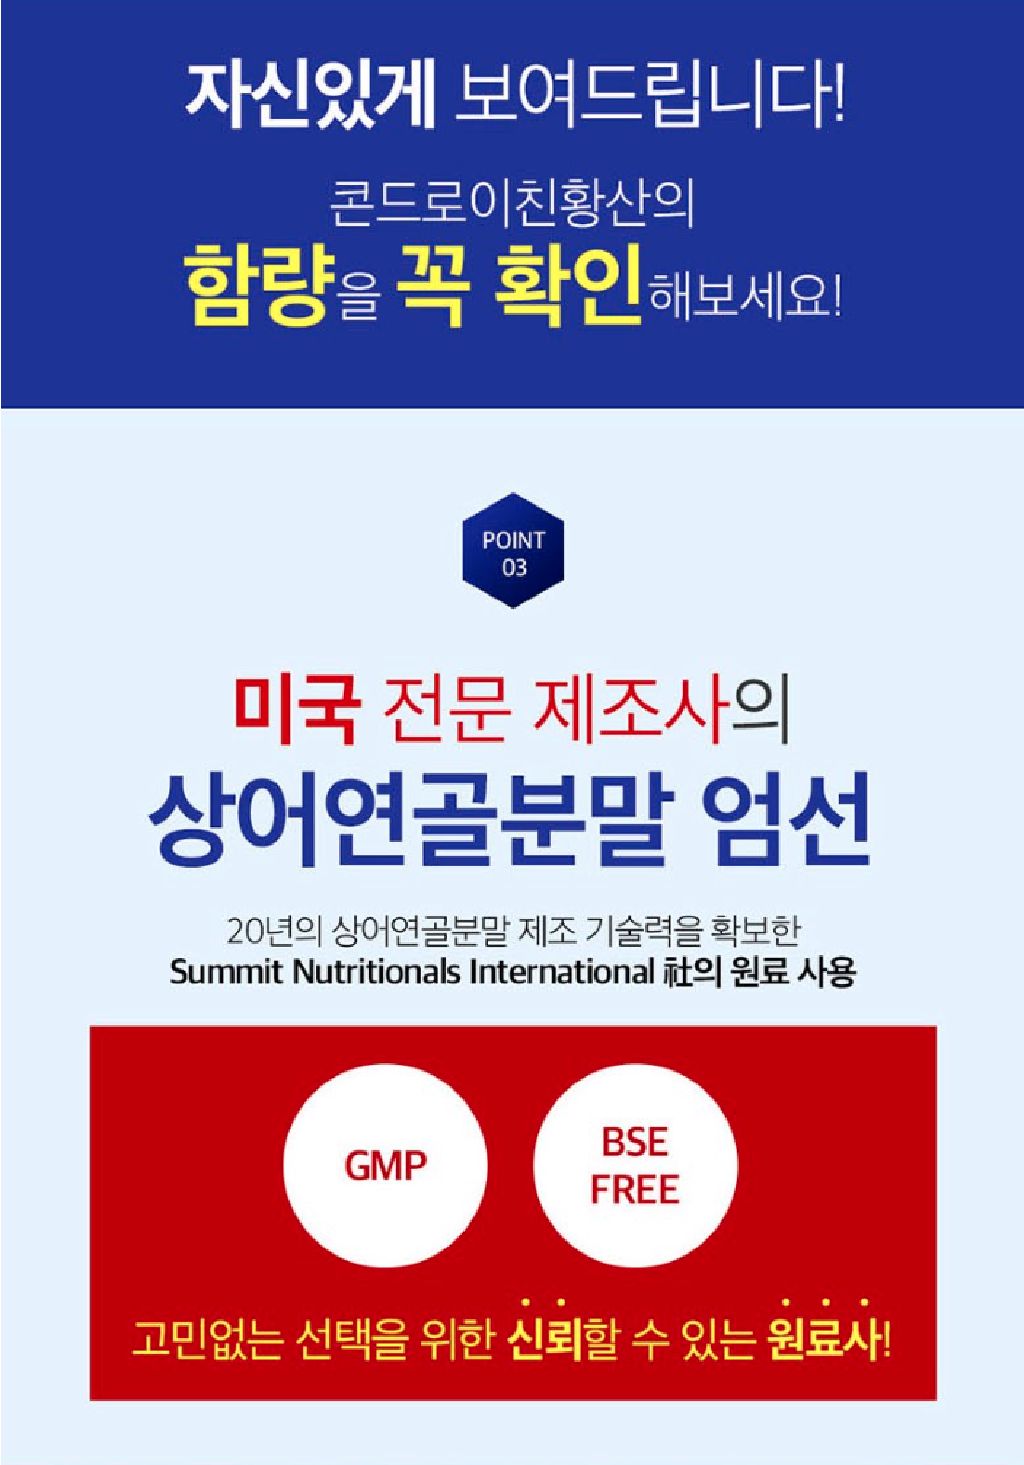 자신있게 보여드립니다!
콘드로이친황산의
함량을 꼭 확인해보세요!
POINT
03
미국 전문 제조사의
상어연골분말 엄선
20년의 상어연골분말 제조 기술력을 확보한
Summit Nutritionals International 社의 원료 사용
GMP
BSE
FREE
고민없는 선택을 위한 신뢰할 수 있는 원료사!